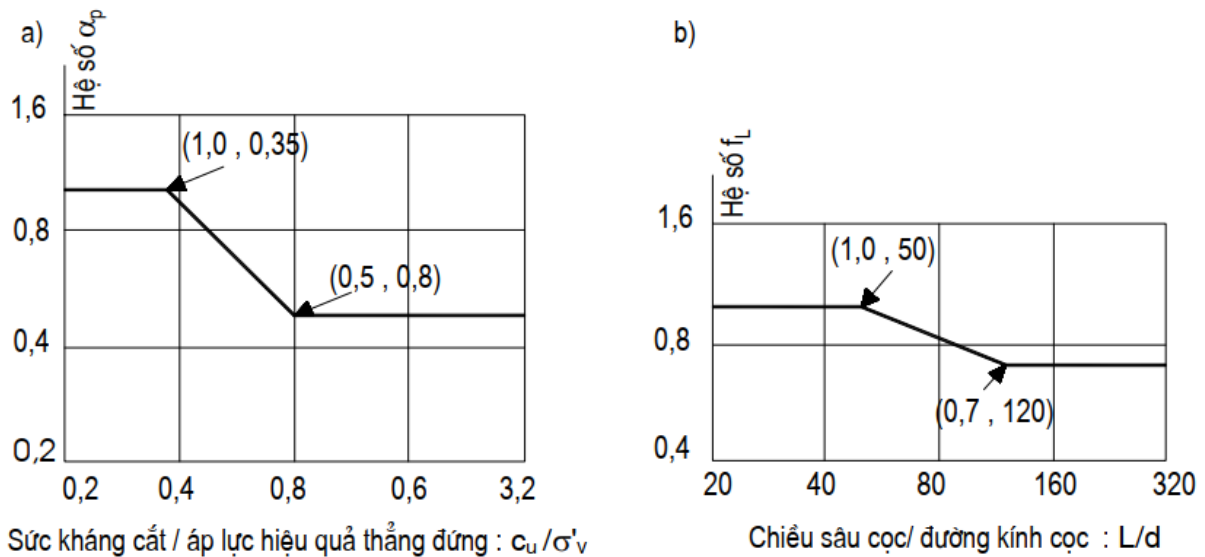 a)
Hệ số αp
1,6
0,8
0,4
0,2
(1,0 , 0,35)
(0,5 , 0,8)
0,2 0,4 0,8 0,6 3,2
Sức kháng cắt / áp lực hiệu quả thẳng đứng : cu /σ'v
b)
Hệ số fL
1,6
0,8
0,4
(1,0 , 50)
(0,7 , 120)
20 40 80 160 320
Chiều sâu cọc/ đường kính cọc : L/d